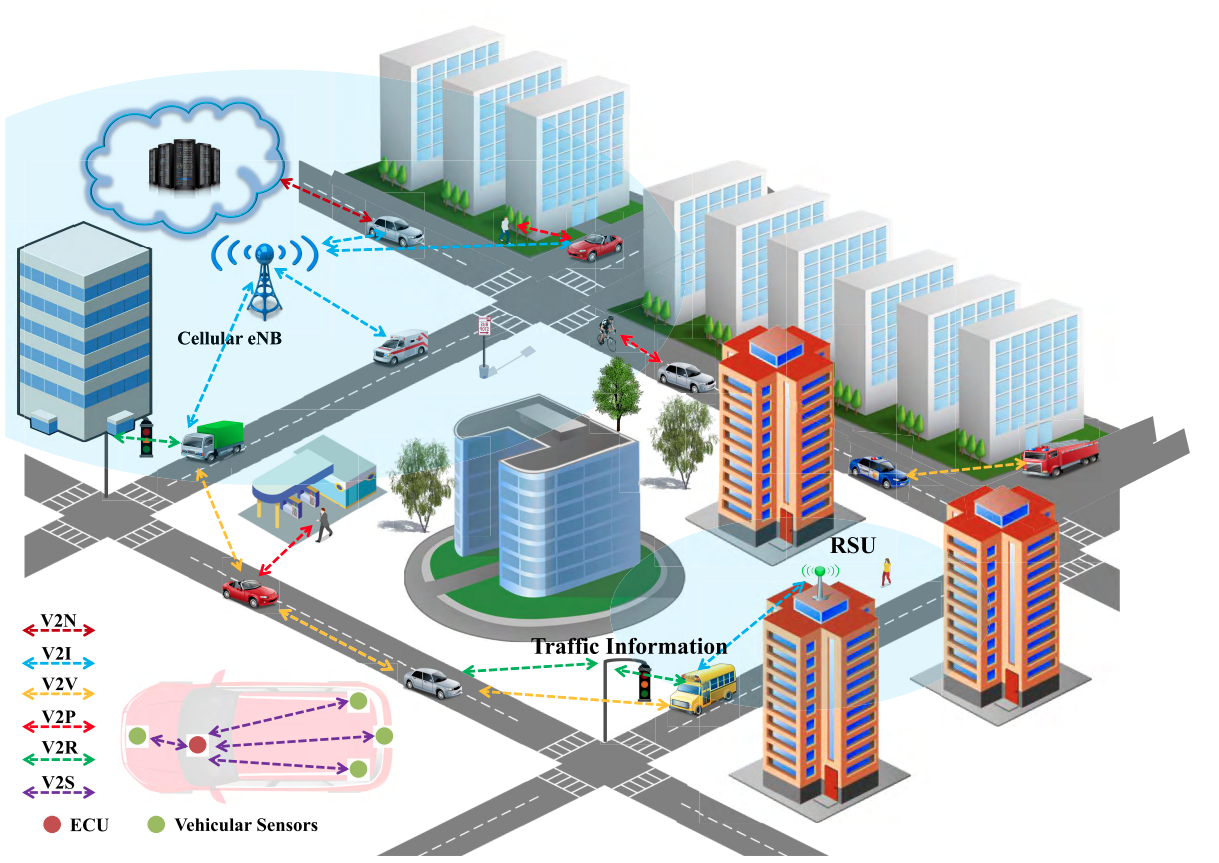 Cellular eNB
RSU
Traffic Information
V2N
V2I
V2V
V2P
V2R
V2S
ECU
Vehicular Sensors